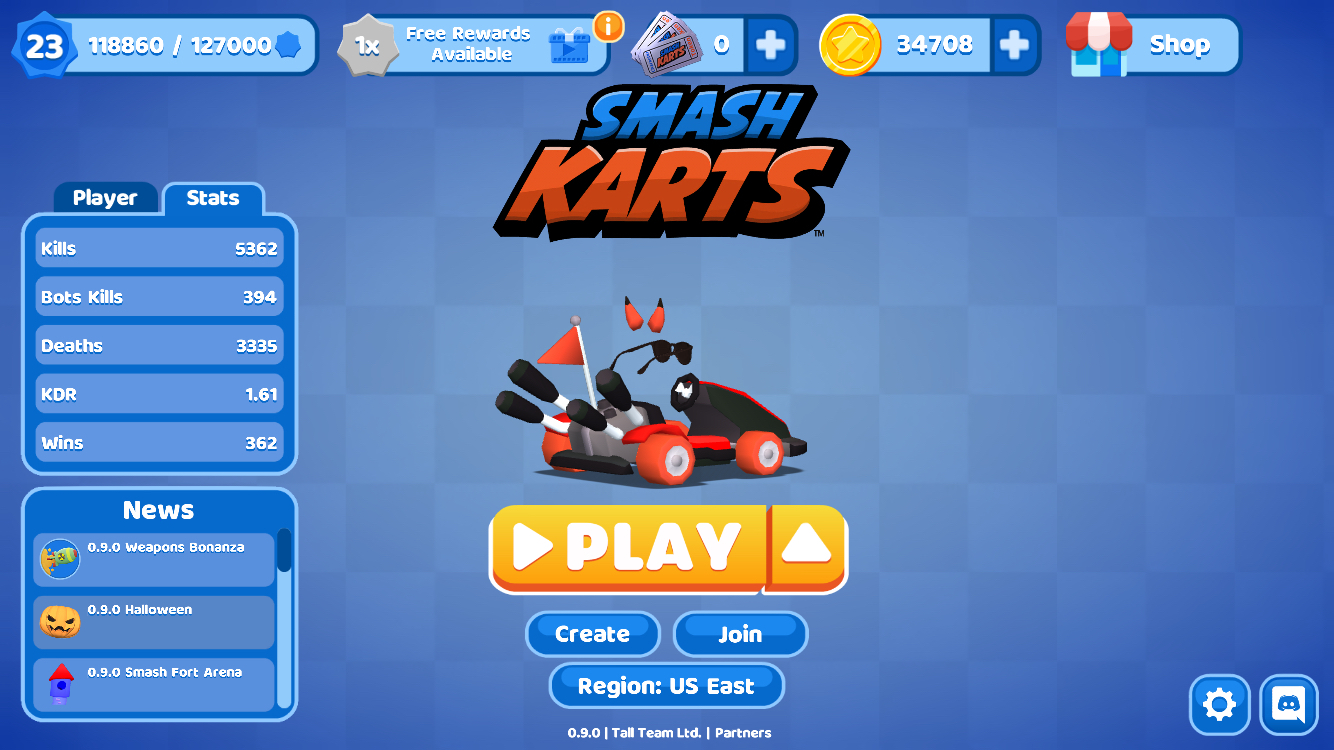 23
118860 / 127000
1x
Free Rewards
Available
i
0
34708
Shop
SMASH
KARTS
TM
Player
Stats
Kills 5362
Bots Kills 394
Deaths 3335
KDR 1.61
Wins 362
News
0.9.0 Weapons Bonanza
0.9.0 Halloween
0.9.0 Smash Fort Arena
PLAY
Create
Join
Region: US East
0.9.0 | Tall Team Ltd. | Partners